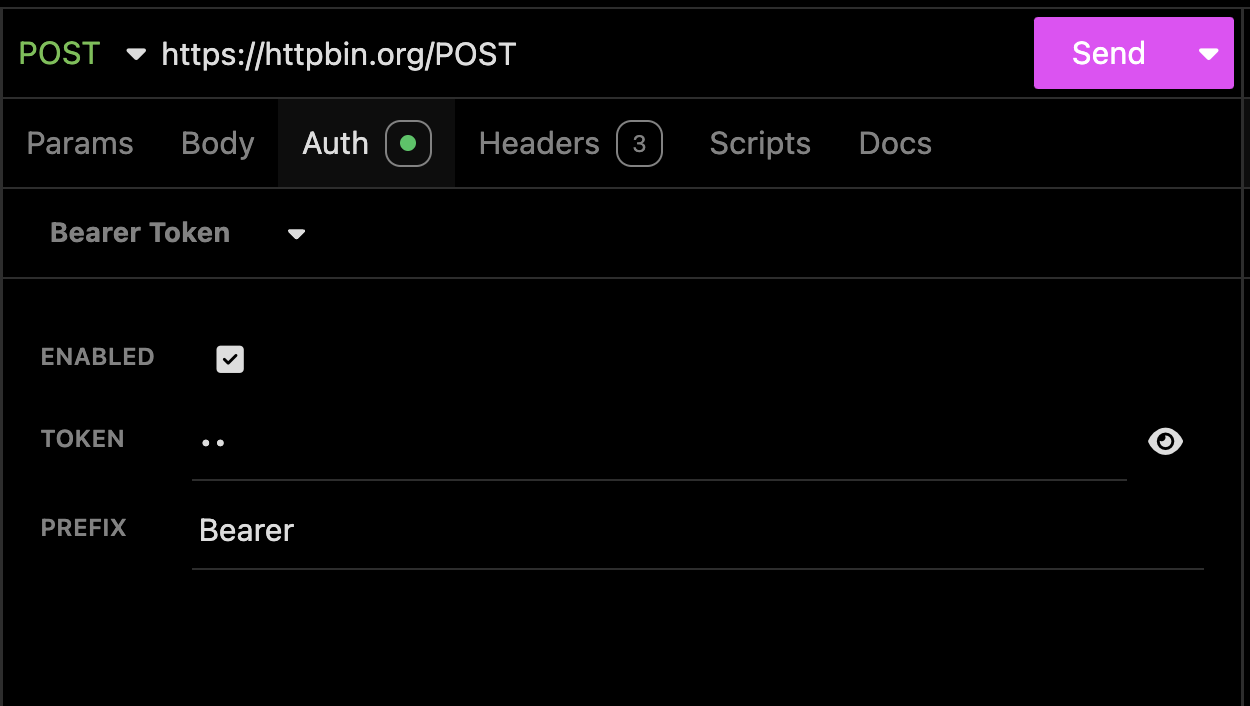 POST https://httpbin.org/POST Send
Params Body Auth Headers 3 Scripts Docs
Bearer Token
ENABLED
TOKEN ••
PREFIX Bearer